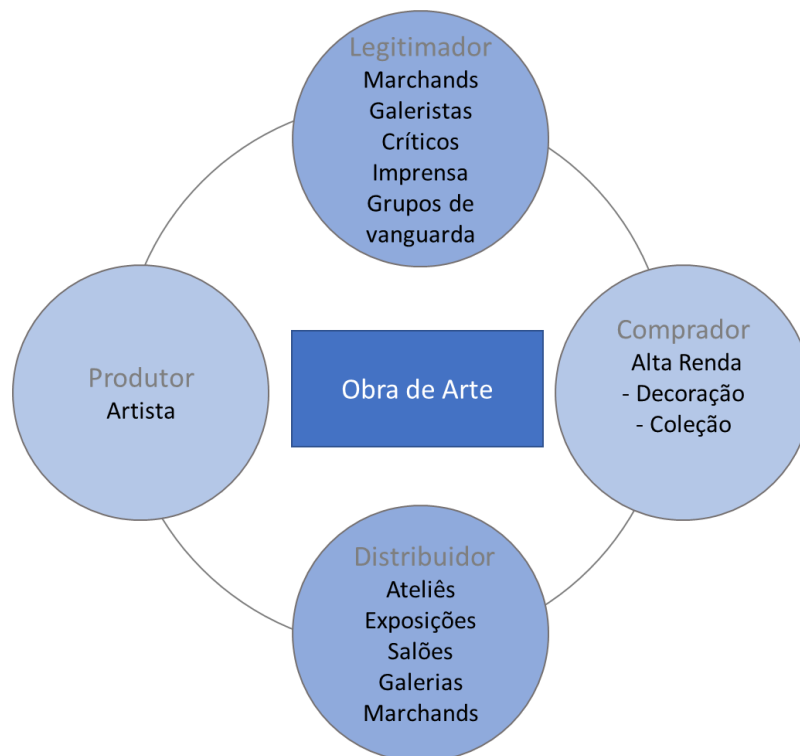 Legitimador
Marchands
Galeristas
Críticos
Imprensa
Grupos de
vanguarda
Produtor
Artista
Obra de Arte
Comprador
Alta Renda
- Decoração
- Coleção
Distribuidor
Ateliês
Exposições
Salões
Galerias
Marchands